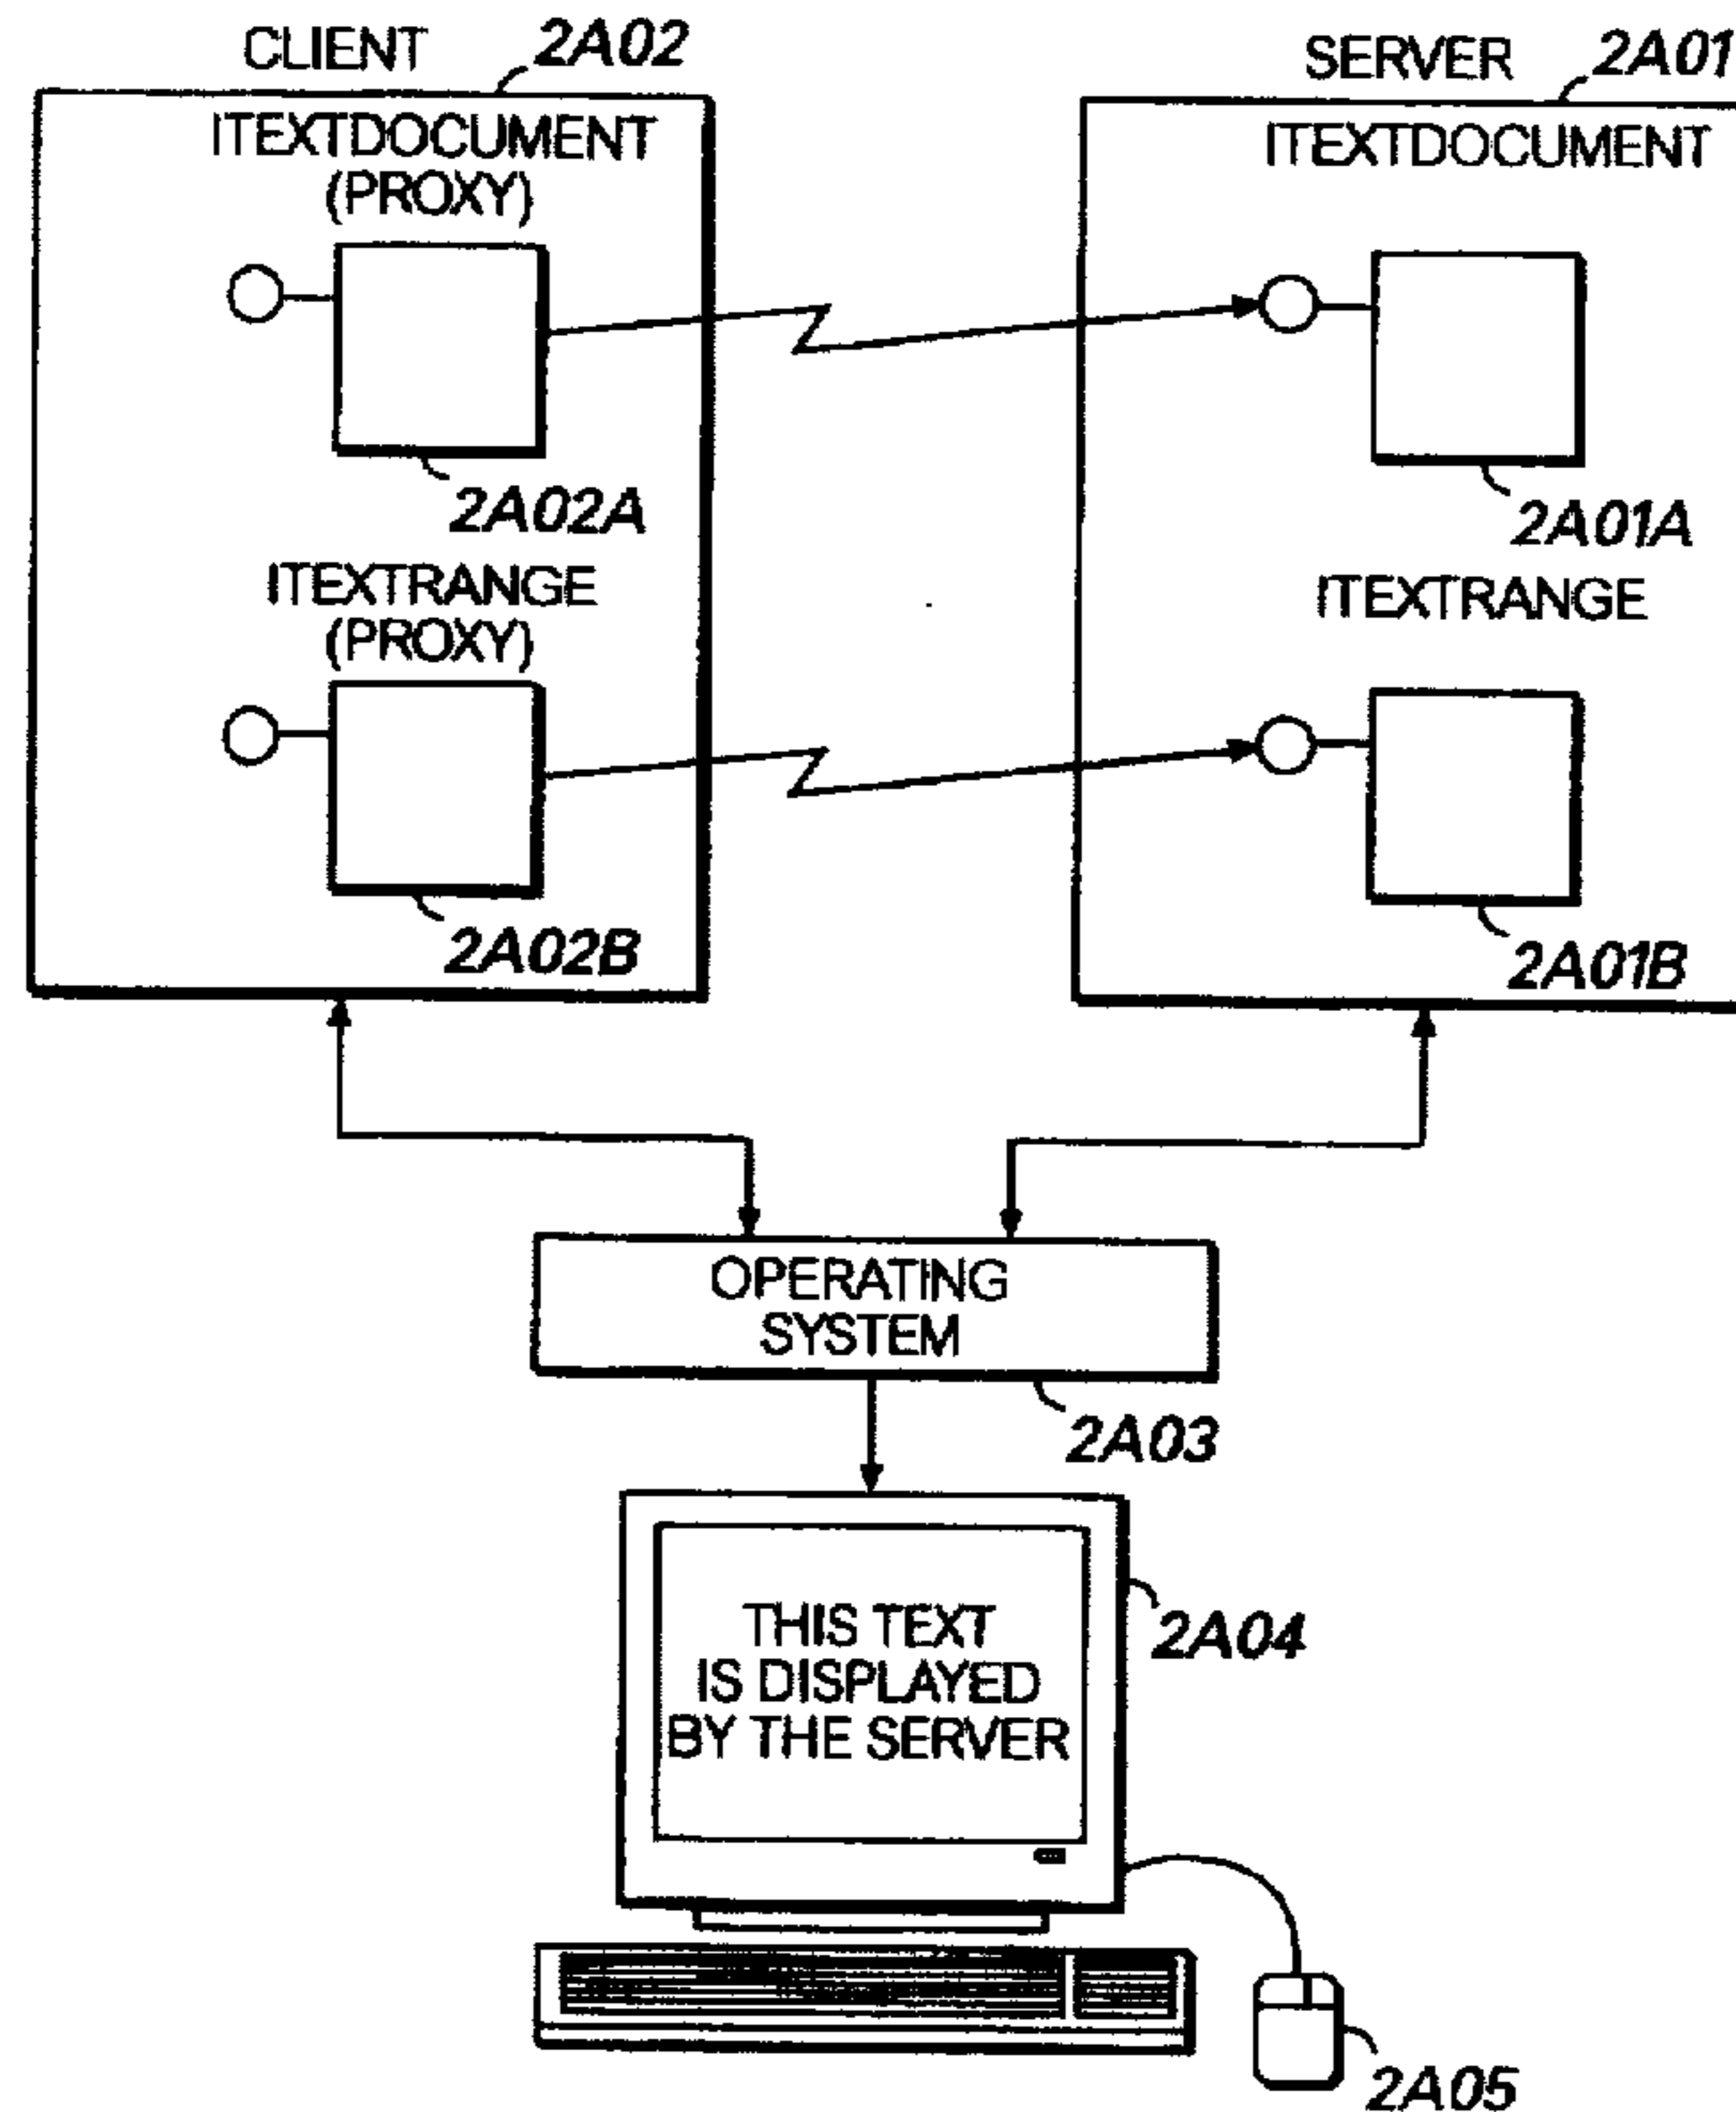 CLIENT 2A02
ITEXTDOCUMENT
(PROXY)
2A02A
ITEXTRANGE
(PROXY)
2A02B
SERVER 2A01
ITEXTDOCUMENT
2A01A
ITEXTRANGE
2A01B
OPERATING
SYSTEM
2A03
THIS TEXT
IS DISPLAYED
BY THE SERVER
2A04
2A05